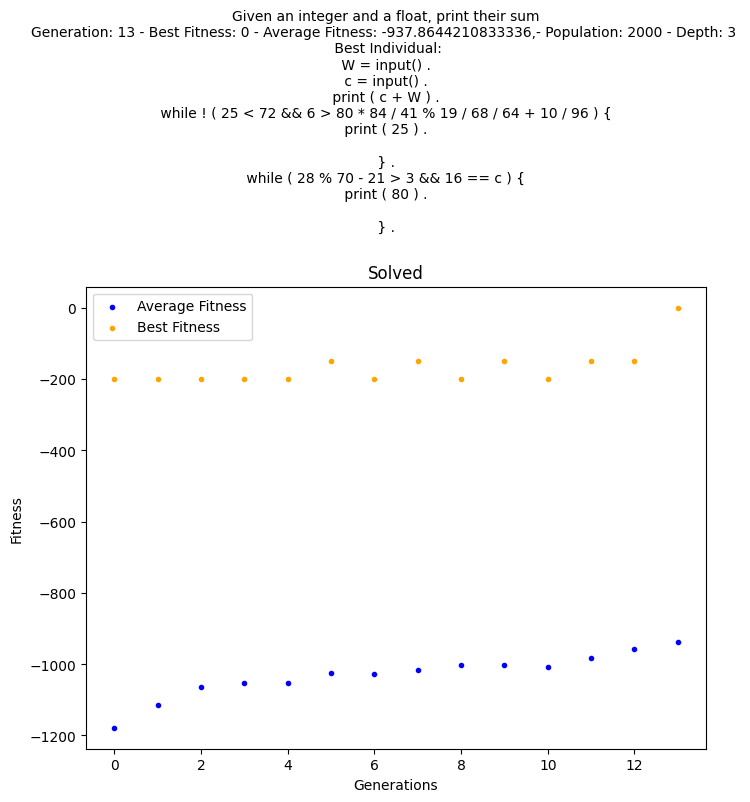 Given an integer and a float, print their sum
Generation: 13 - Best Fitness: 0 - Average Fitness: -937.8644210833336,- Population: 2000 - Depth: 3
Best Individual:
W = input() .
c = input() .
print ( c + W ) .
while ! ( 25 < 72 && 6 > 80 * 84 / 41 % 19 / 68 / 64 + 10 / 96 ) {
print ( 25 ) .
} .
while ( 28 % 70 - 21 > 3 && 16 == c ) {
print ( 80 ) .
} .
Solved
Average Fitness
Best Fitness
0
−200
−400
−600
−800
−1000
−1200
Fitness
0 2 4 6 8 10 12
Generations